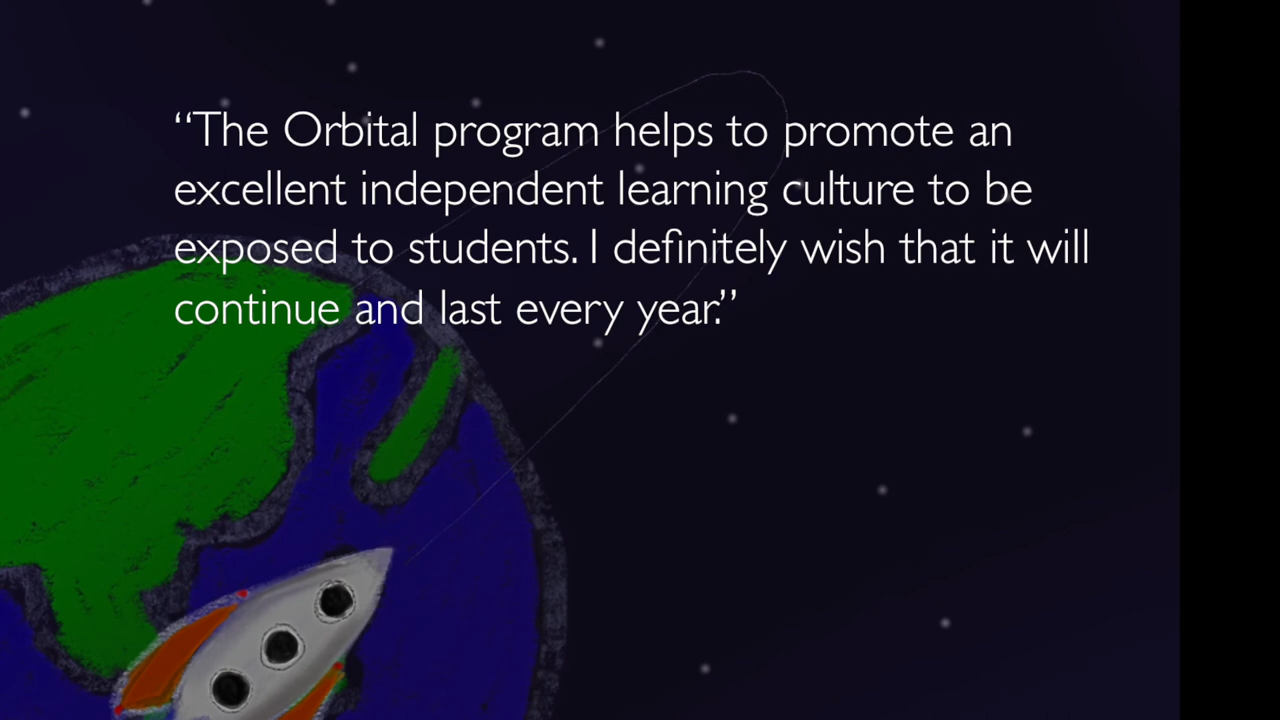 “The Orbital program helps to promote an
excellent independent learning culture to be
exposed to students. I definitely wish that it will
continue and last every year.”